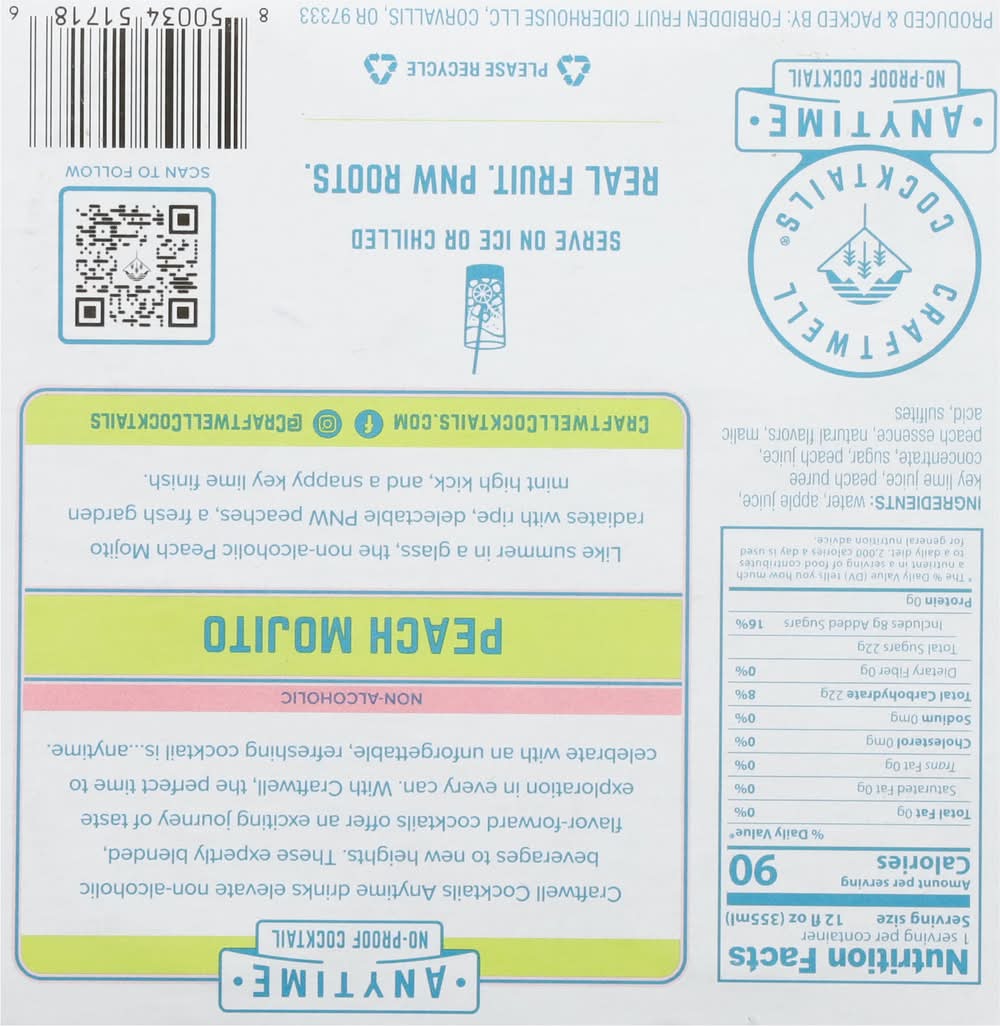 ANYTIME
NO-PROOF COCKTAIL
Craftwell Cocktails Anytime drinks elevate non-alcoholic
beverages to new heights. These expertly blended,
flavor-forward cocktails offer an exciting journey of taste
exploration in every can. With Craftwell, the perfect time to
celebrate with an unforgettable, refreshing cocktail is...anytime.
NON-ALCOHOLIC
PEACH MOJITO
Like summer in a glass, the non-alcoholic Peach Mojito
radiates with ripe, delectable PNW peaches, a fresh garden
mint high kick, and a snappy key lime finish.
CRAFTWELLCOCKTAILS.COM @CRAFTWELLCOCKTAILS
Nutrition Facts
1 serving per container
Serving size 12 fl oz (355ml)
Amount per serving
Calories 90
% Daily Value*
Total Fat 0g 0%
Saturated Fat 0g 0%
Trans Fat 0g 0%
Cholesterol 0mg 0%
Sodium 0mg 0%
Total Carbohydrate 22g 8%
Dietary Fiber 0g 0%
Total Sugars 22g
Includes 8g Added Sugars 16%
Protein 0g
* The % Daily Value (DV) tells you how much
a nutrient in a serving of food contributes
to a daily diet. 2,000 calories a day is used
for general nutrition advice.
INGREDIENTS: water, apple juice,
key lime juice, peach puree
concentrate, sugar, peach juice,
peach essence, natural flavors, malic
acid, sulfites
CRAFTWELL
COCKTAILS®
ANYTIME
NO-PROOF COCKTAIL
SERVE ON ICE OR CHILLED
REAL FRUIT. PNW ROOTS.
PLEASE RECYCLE
SCAN TO FOLLOW
8 50034 51718 6
PRODUCED & PACKED BY: FORBIDDEN FRUIT CIDERHOUSE LLC, CORVALLIS, OR 97333